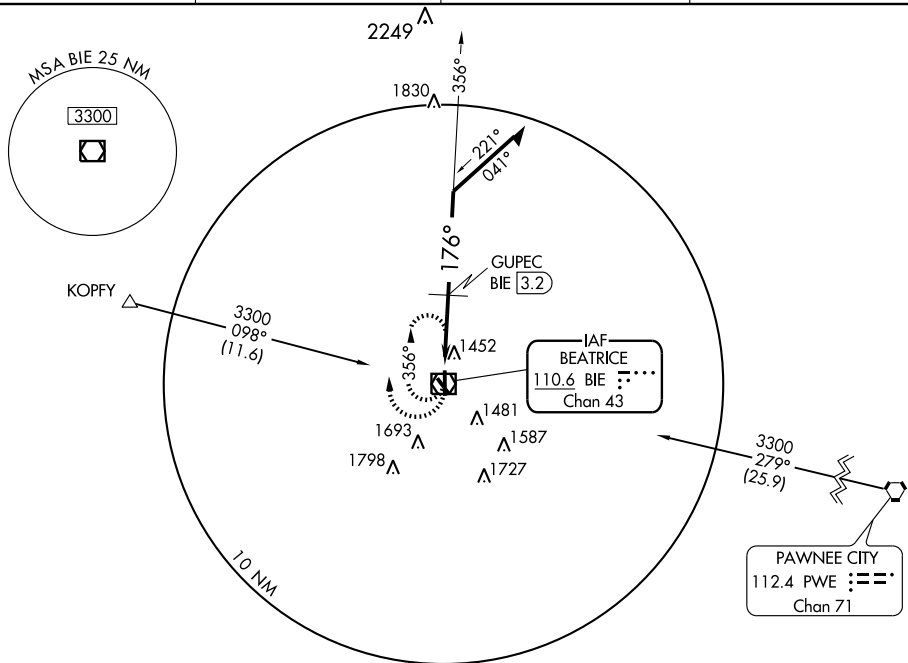 2249
MSA BIE 25 NM
3300
356°
1830
221°
041°
176°
GUPEC
BIE 3.2
KOPFY
3300
098°
(11.6)
356°
1452
IAF
BEATRICE
110.6 BIE
Chan 43
1481
1693
1587
1798
1727
3300
279°
(25.9)
10 NM
PAWNEE CITY
112.4 PWE
Chan 71